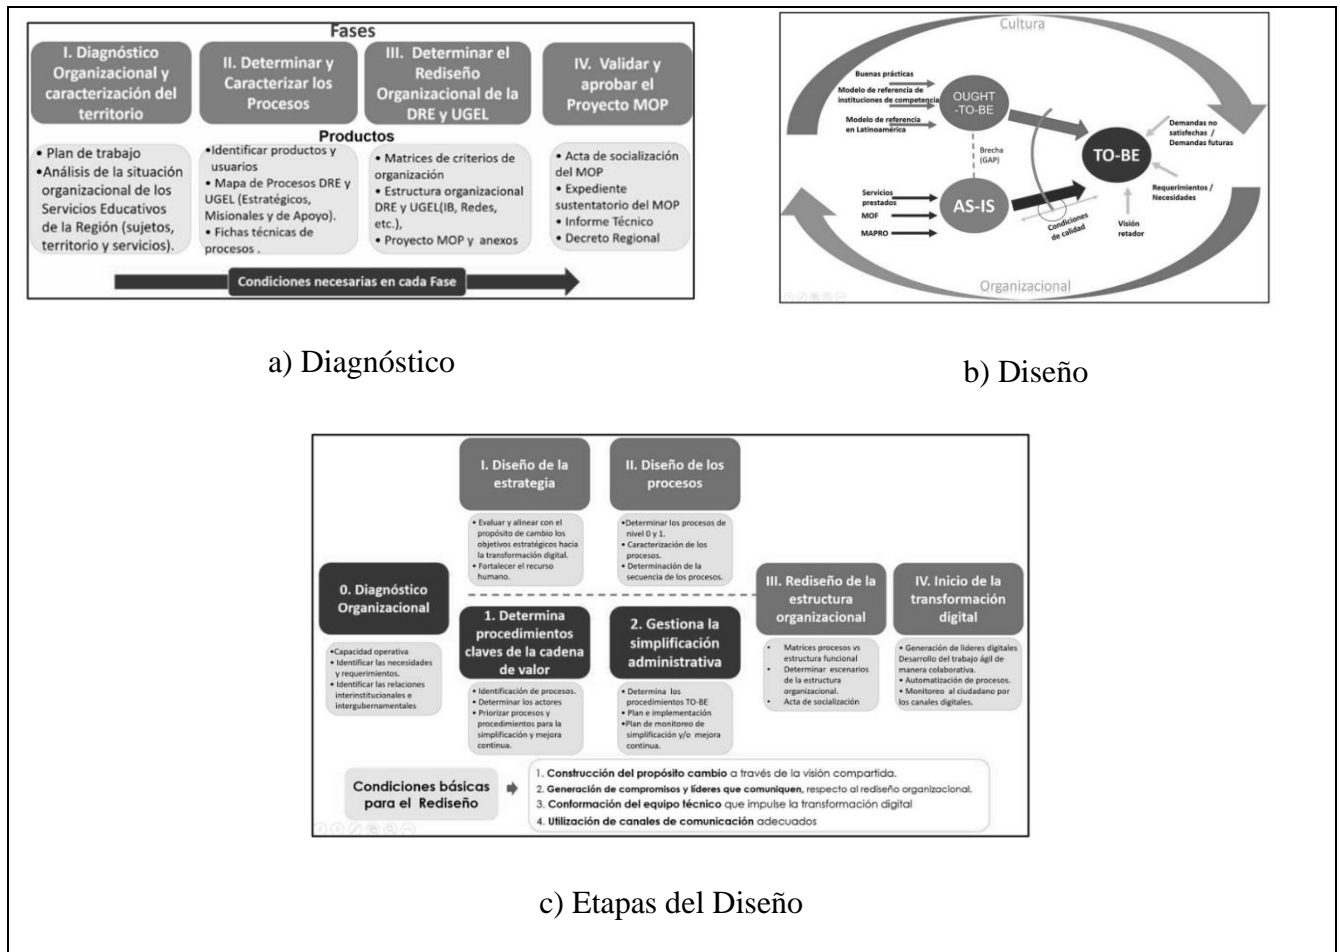 Fases
I. Diagnóstico
Organizacional y
caracterización del
territorio
II. Determinar y
Caracterizar los
Procesos
III. Determinar el
Rediseño
Organizacional de la
DRE y UGEL
IV. Validar y
aprobar el
Proyecto MOP
Productos
• Plan de trabajo
•Análisis de la situación
organizacional de los
Servicios Educativos
de la Región (sujetos,
territorio y servicios).
•Identificar productos y
usuarios
• Mapa de Procesos DRE y
UGEL (Estratégicos,
Misionales y de Apoyo).
• Fichas técnicas de
procesos .
• Matrices de criterios de
organización
• Estructura organizacional
DRE y UGEL(IB, Redes,
etc.),
• Proyecto MOP y anexos
• Acta de socialización
del MOP
• Expediente
sustentatorio del MOP
• Informe Técnico
• Decreto Regional
Condiciones necesarias en cada Fase
a) Diagnóstico
Cultura
Buenas prácticas
Modelo de referencia de
instituciones de competencia
Modelo de referencia
en Latinoamérica
OUGHT
-TO-BE
Brecha
(GAP)
Servicios
prestados
MOF
MAPRO
AS-IS
Condiciones
de calidad
TO-BE
Demandas no
satisfechas /
Demandas futuras
Requerimientos /
Necesidades
Visión
retador
Organizacional
b) Diseño
0. Diagnóstico
Organizacional
•Capacidad operativa
• Identificar las necesidades
y requerimientos.
• Identificar las relaciones
interinstitucionales e
intergubernamentales
I. Diseño de la
estrategia
• Evaluar y alinear con el
propósito de cambio los
objetivos estratégicos hacia
la transformación digital.
• Fortalecer el recurso
humano.
II. Diseño de los
procesos
•Determinar los procesos de
nivel 0 y 1.
• Caracterización de los
procesos.
• Determinación de la
secuencia de los procesos.
1. Determina
procedimientos
claves de la cadena
de valor
• Identificación de procesos.
• Determinar los actores
• Priorizar procesos y
procedimientos para la
simplificación y mejora
continua.
2. Gestiona la
simplificación
administrativa
• Determina los
procedimientos TO-BE
• Plan e implementación
•Plan de monitoreo de
simplificación y/o mejora
continua.
III. Rediseño de la
estructura
organizacional
• Matrices procesos vs
estructura funcional
• Determinar escenarios
de la estructura
organizacional.
• Acta de socialización
IV. Inicio de la
transformación
digital
• Generación de líderes digitales
Desarrollo del trabajo ágil de
manera colaborativa.
• Automatización de procesos.
• Monitoreo al ciudadano por
los canales digitales.
Condiciones básicas
para el Rediseño
1. Construcción del propósito cambio a través de la visión compartida.
2. Generación de compromisos y líderes que comuniquen, respecto al rediseño organizacional.
3. Conformación del equipo técnico que impulse la transformación digital
4. Utilización de canales de comunicación adecuados
c) Etapas del Diseño